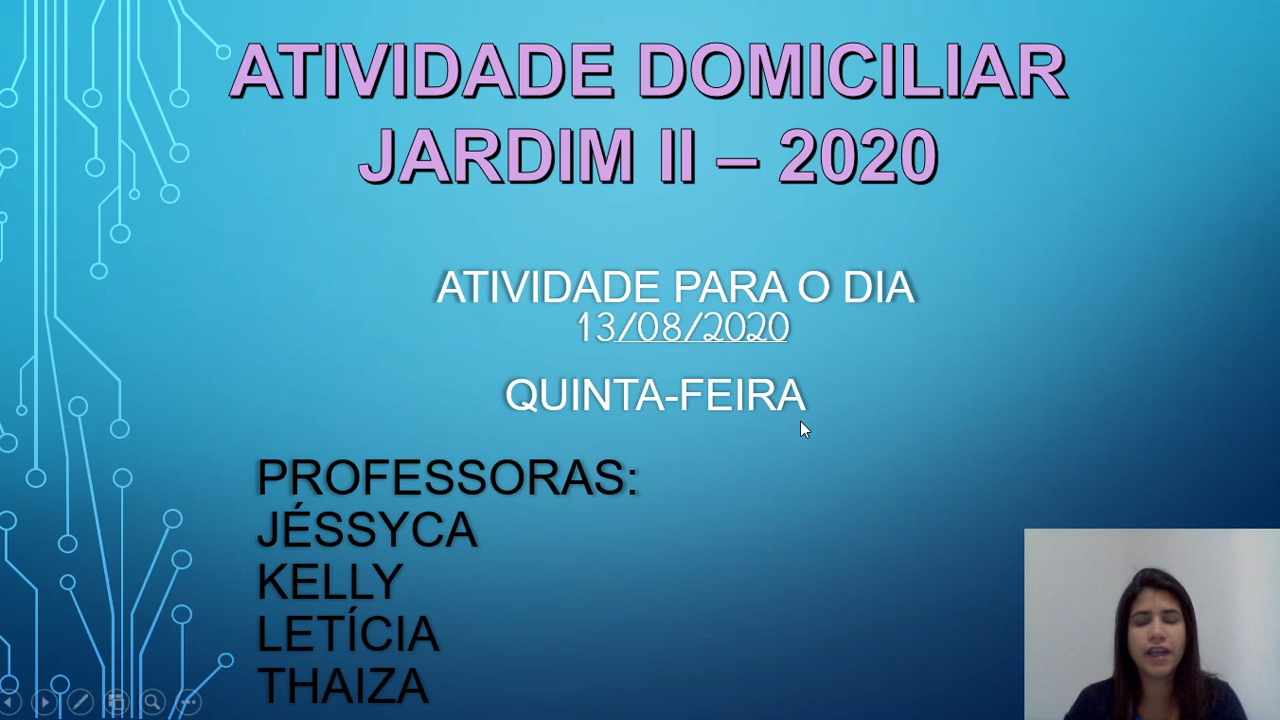 ATIVIDADE DOMICILIAR
JARDIM II – 2020
ATIVIDADE PARA O DIA
13/08/2020
QUINTA-FEIRA
PROFESSORAS:
JÉSSYCA
KELLY
LETÍCIA
THAIZA